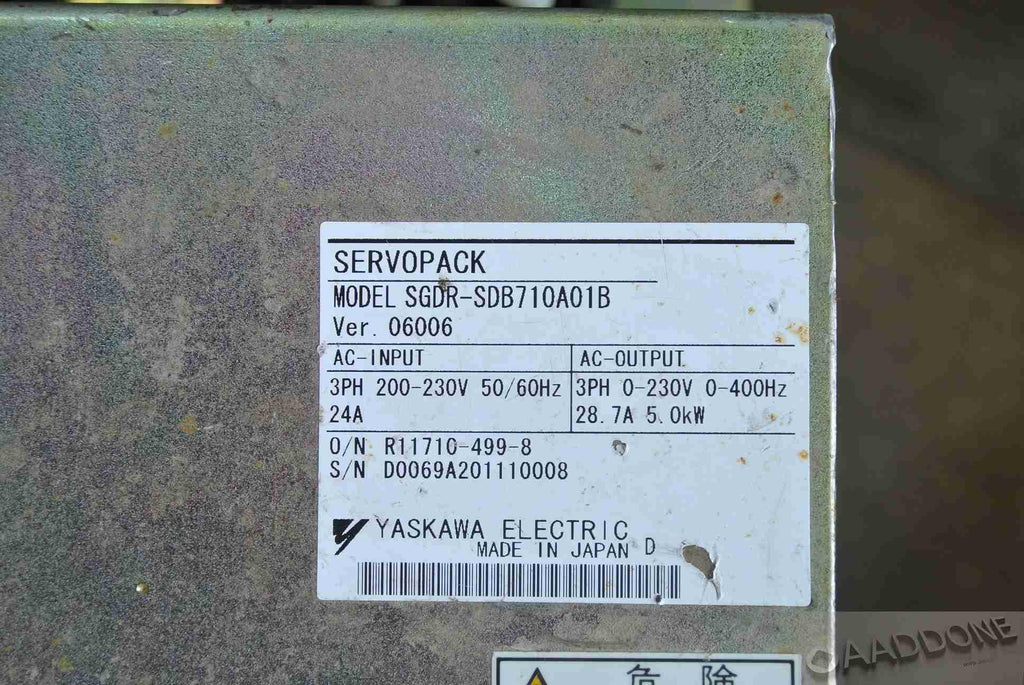 SERVOPACK
MODEL SGDR-SDB710A01B
Ver. 06006
AC-INPUT
3PH 200-230V 50/60Hz
24A
AC-OUTPUT
3PH 0-230V 0-400Hz
28.7A 5.0kW
O/N R11710-499-8
S/N D0069A201110008
YASKAWA ELECTRIC
MADE IN JAPAN D
危険
AADDONE